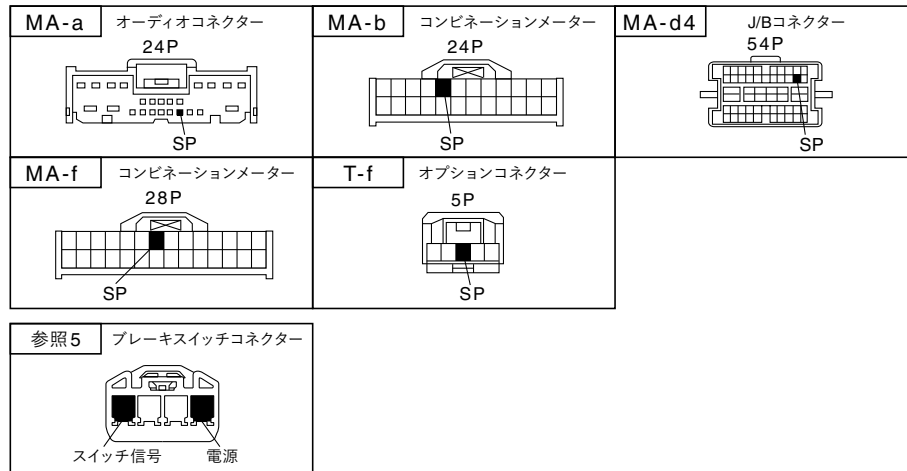 MA-a オーディオコネクター
24P
SP
MA-b コンビネーションメーター
24P
SP
MA-d4 J/Bコネクター
54P
SP
MA-f コンビネーションメーター
28P
SP
T-f オプションコネクター
5P
SP
参照5 ブレーキスイッチコネクター
スイッチ信号 電源